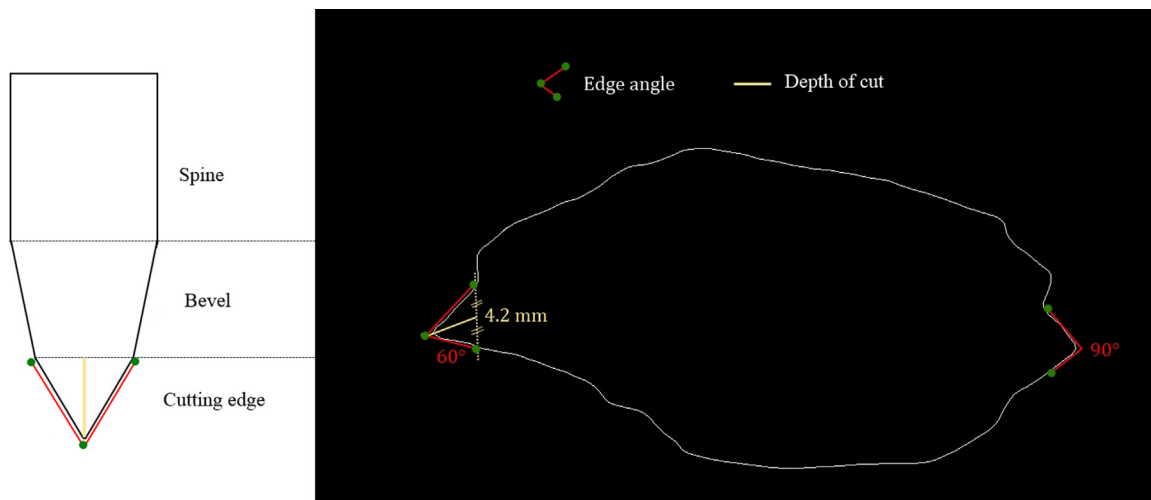 Spine
Bevel
Cutting edge
Edge angle
Depth of cut
4.2 mm
60°
90°